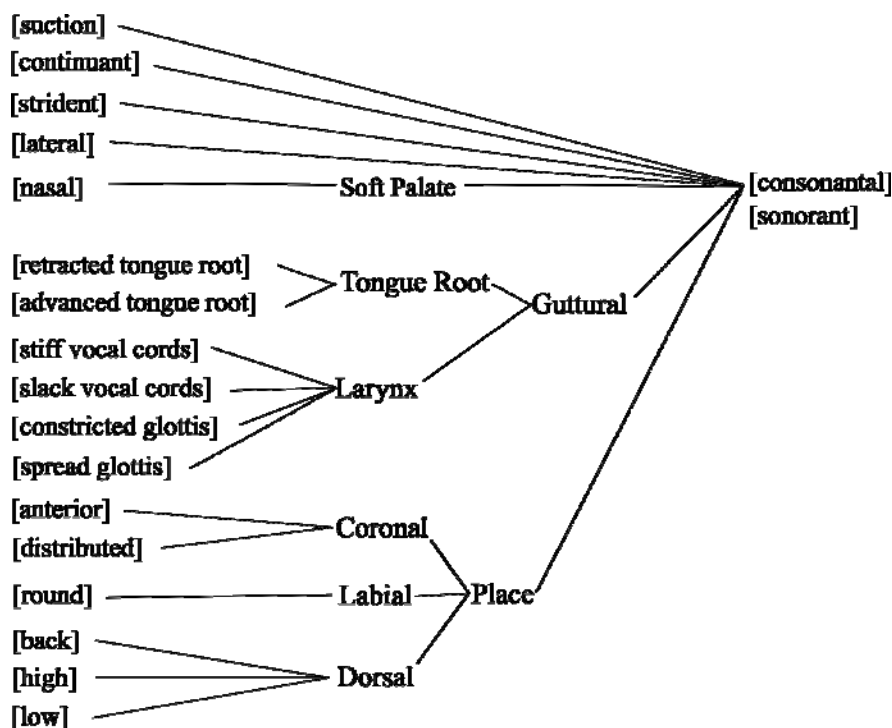 [suction]
[continuant]
[strident]
[lateral]
[nasal]
Soft Palate
[consonantal]
[sonorant]
[retracted tongue root]
[advanced tongue root]
Tongue Root
Guttural
[stiff vocal cords]
[slack vocal cords]
[constricted glottis]
[spread glottis]
Larynx
[anterior]
[distributed]
Coronal
[round]
Labial
Place
[back]
[high]
[low]
Dorsal